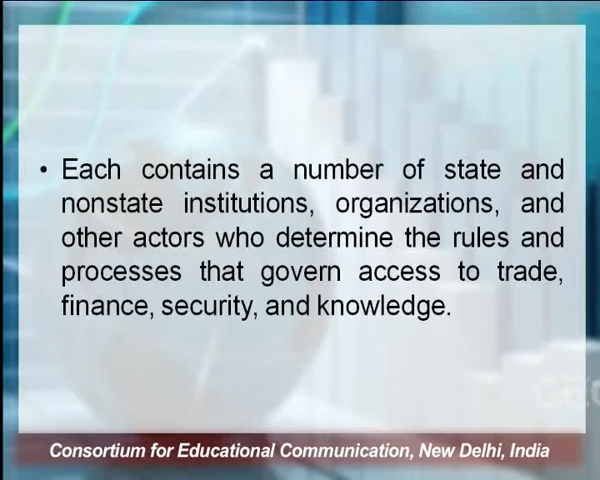 • Each contains a number of state and
nonstate institutions, organizations, and
other actors who determine the rules and
processes that govern access to trade,
finance, security, and knowledge.
Consortium for Educational Communication, New Delhi, India